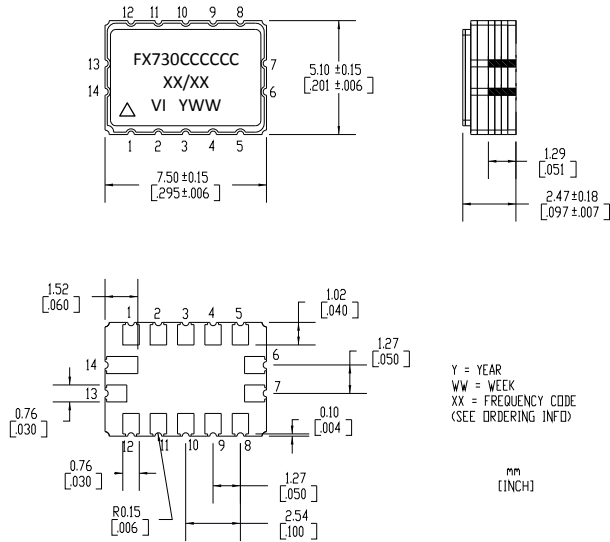 12 11 10 9 8
FX730CCCCCC
XX/XX
VI YWW
13
14
7
6
1 2 3 4 5
5.10 ±0.15
[.201 ±.006]
7.50 ±0.15
[.295 ±.006]
1.29
[.051]
2.47 ±0.18
[.097 ±.007]
1.52
[.060]
1 2 3 4 5
1.02
[.040]
14
13
6
7
1.27
[.050]
0.76
[.030]
0.10
[.004]
12 11 10 9 8
0.76
[.030]
1.27
[.050]
R0.15
[.006]
2.54
[.100]
Y = YEAR
WW = WEEK
XX = FREQUENCY CODE
(SEE ORDERING INFO)
mm
[INCH]